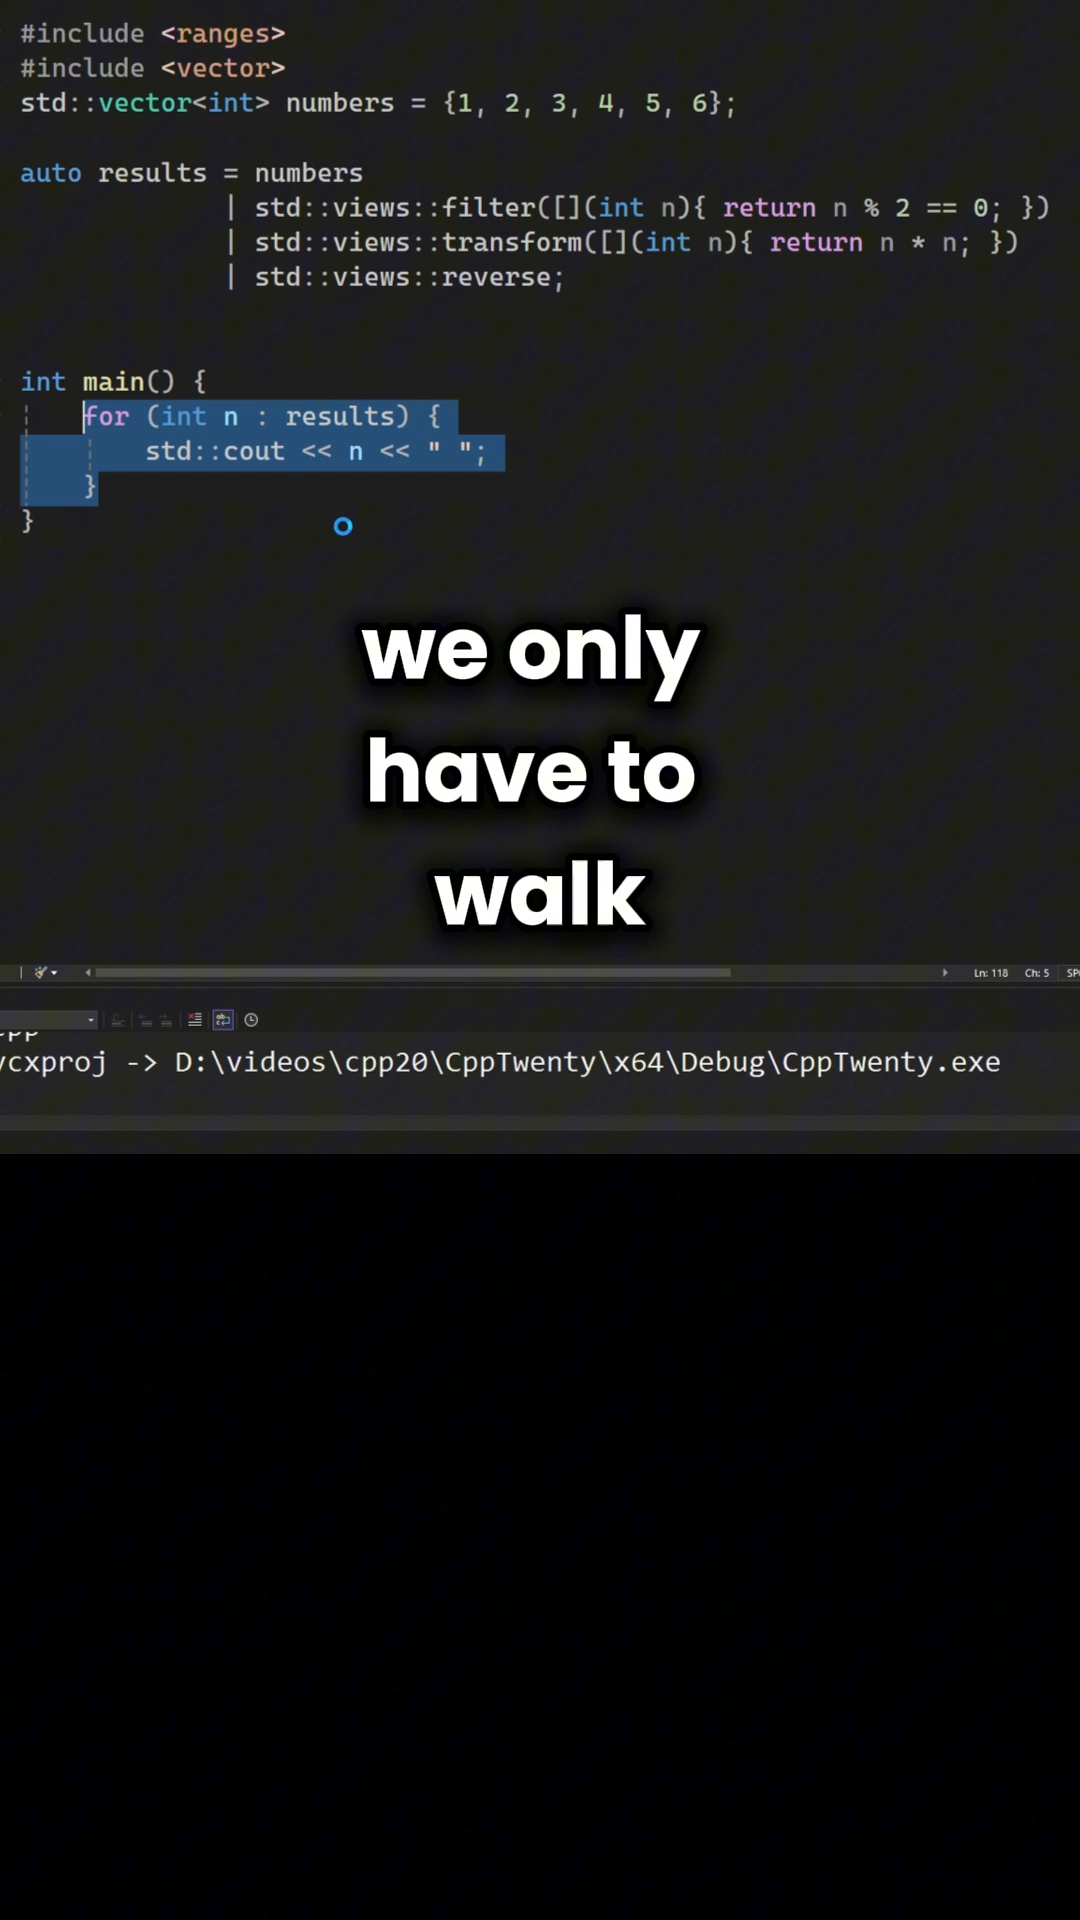 #include <ranges>
#include <vector>
std::vector<int> numbers = {1, 2, 3, 4, 5, 6};
auto results = numbers
| std::views::filter([](int n){ return n % 2 == 0; })
| std::views::transform([](int n){ return n * n; })
| std::views::reverse;
int main() {
for (int n : results) {
std::cout << n << " ";
}
}
we only
have to
walk
Ln: 118 Ch: 5
vcxproj -> D:\videos\cpp20\CppTwenty\x64\Debug\CppTwenty.exe